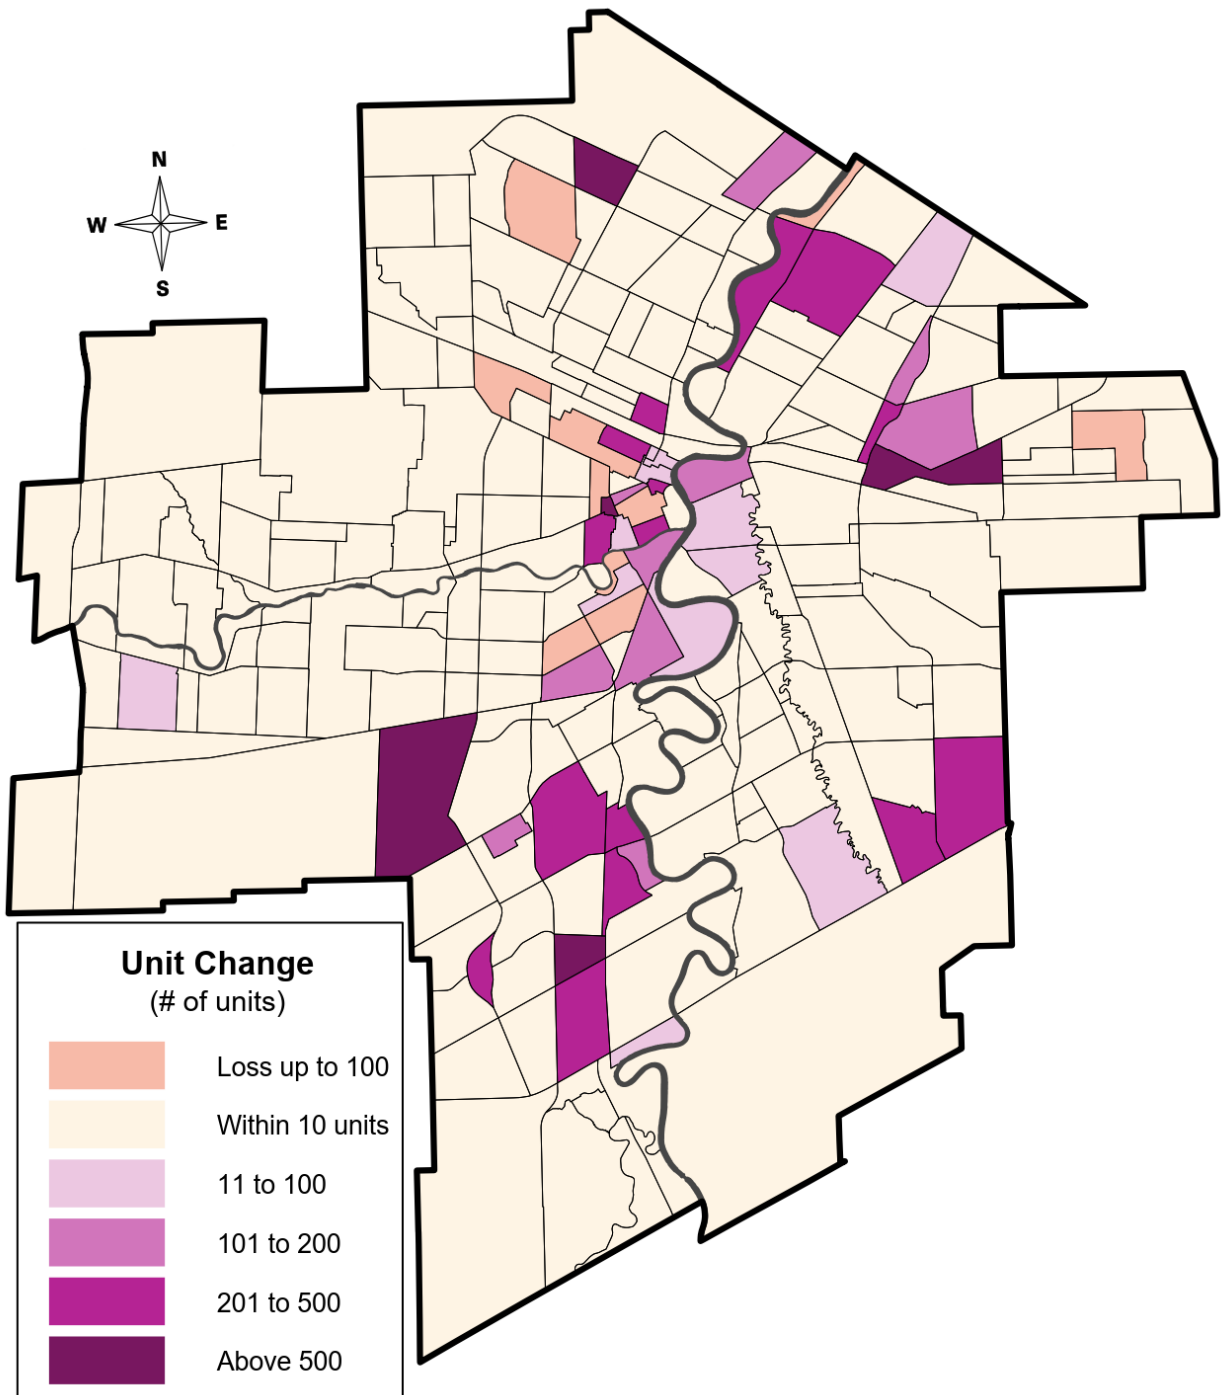 N
W E
S
Unit Change
(# of units)
Loss up to 100
Within 10 units
11 to 100
101 to 200
201 to 500
Above 500